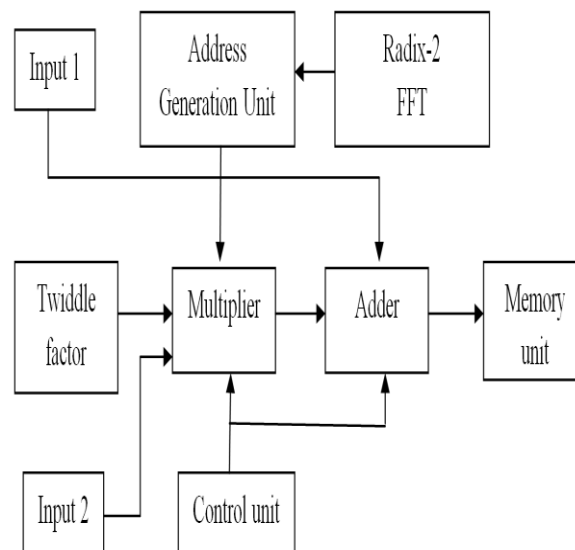 Input 1
Address
Generation Unit
Radix-2
FFT
Twiddle
factor
Multiplier
Adder
Memory
unit
Input 2
Control unit